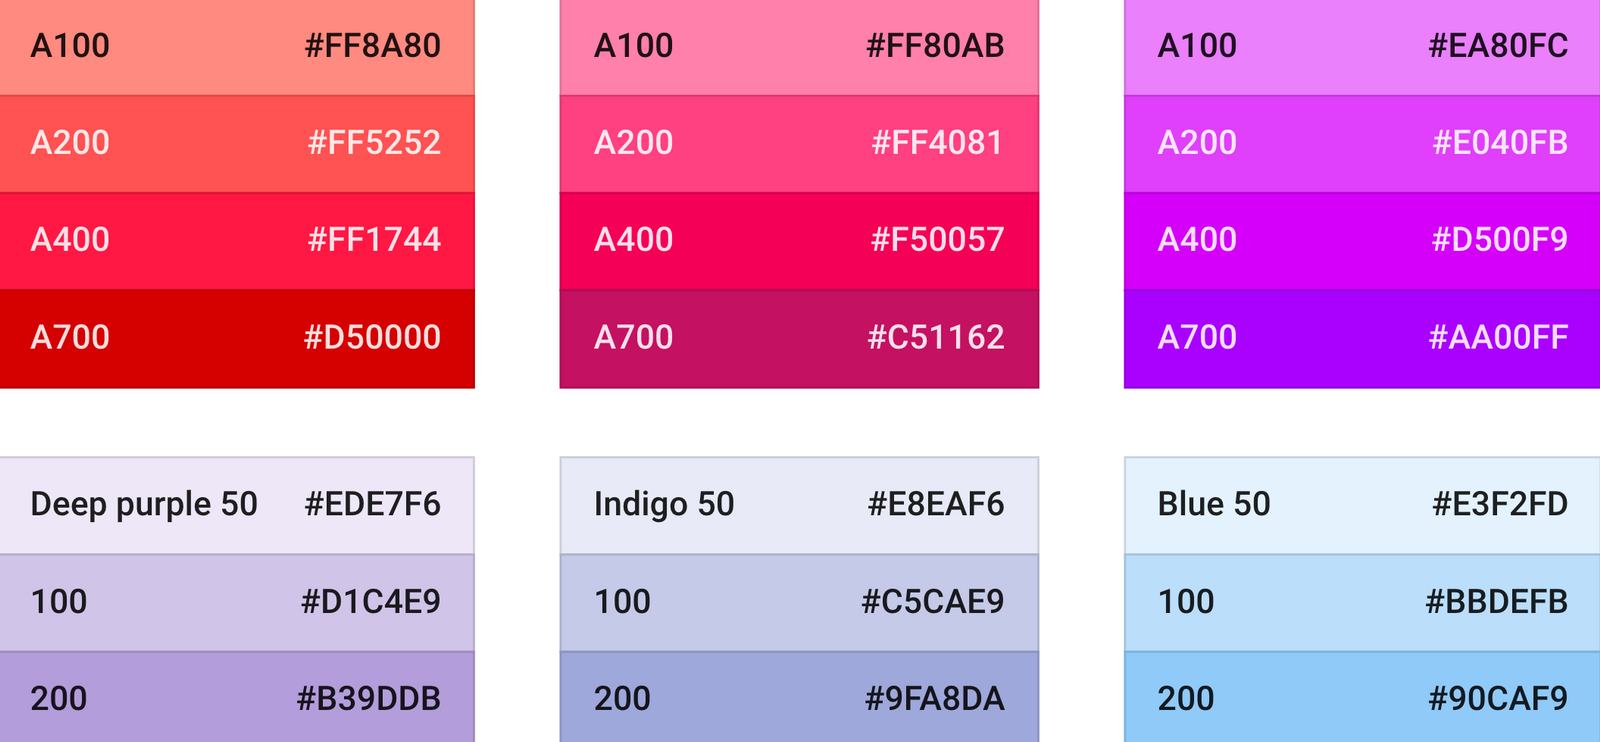 A100 #FF8A80
A200 #FF5252
A400 #FF1744
A700 #D50000
A100 #FF80AB
A200 #FF4081
A400 #F50057
A700 #C51162
A100 #EA80FC
A200 #E040FB
A400 #D500F9
A700 #AA00FF
Deep purple 50 #EDE7F6
100 #D1C4E9
200 #B39DDB
Indigo 50 #E8EAF6
100 #C5CAE9
200 #9FA8DA
Blue 50 #E3F2FD
100 #BBDEFB
200 #90CAF9